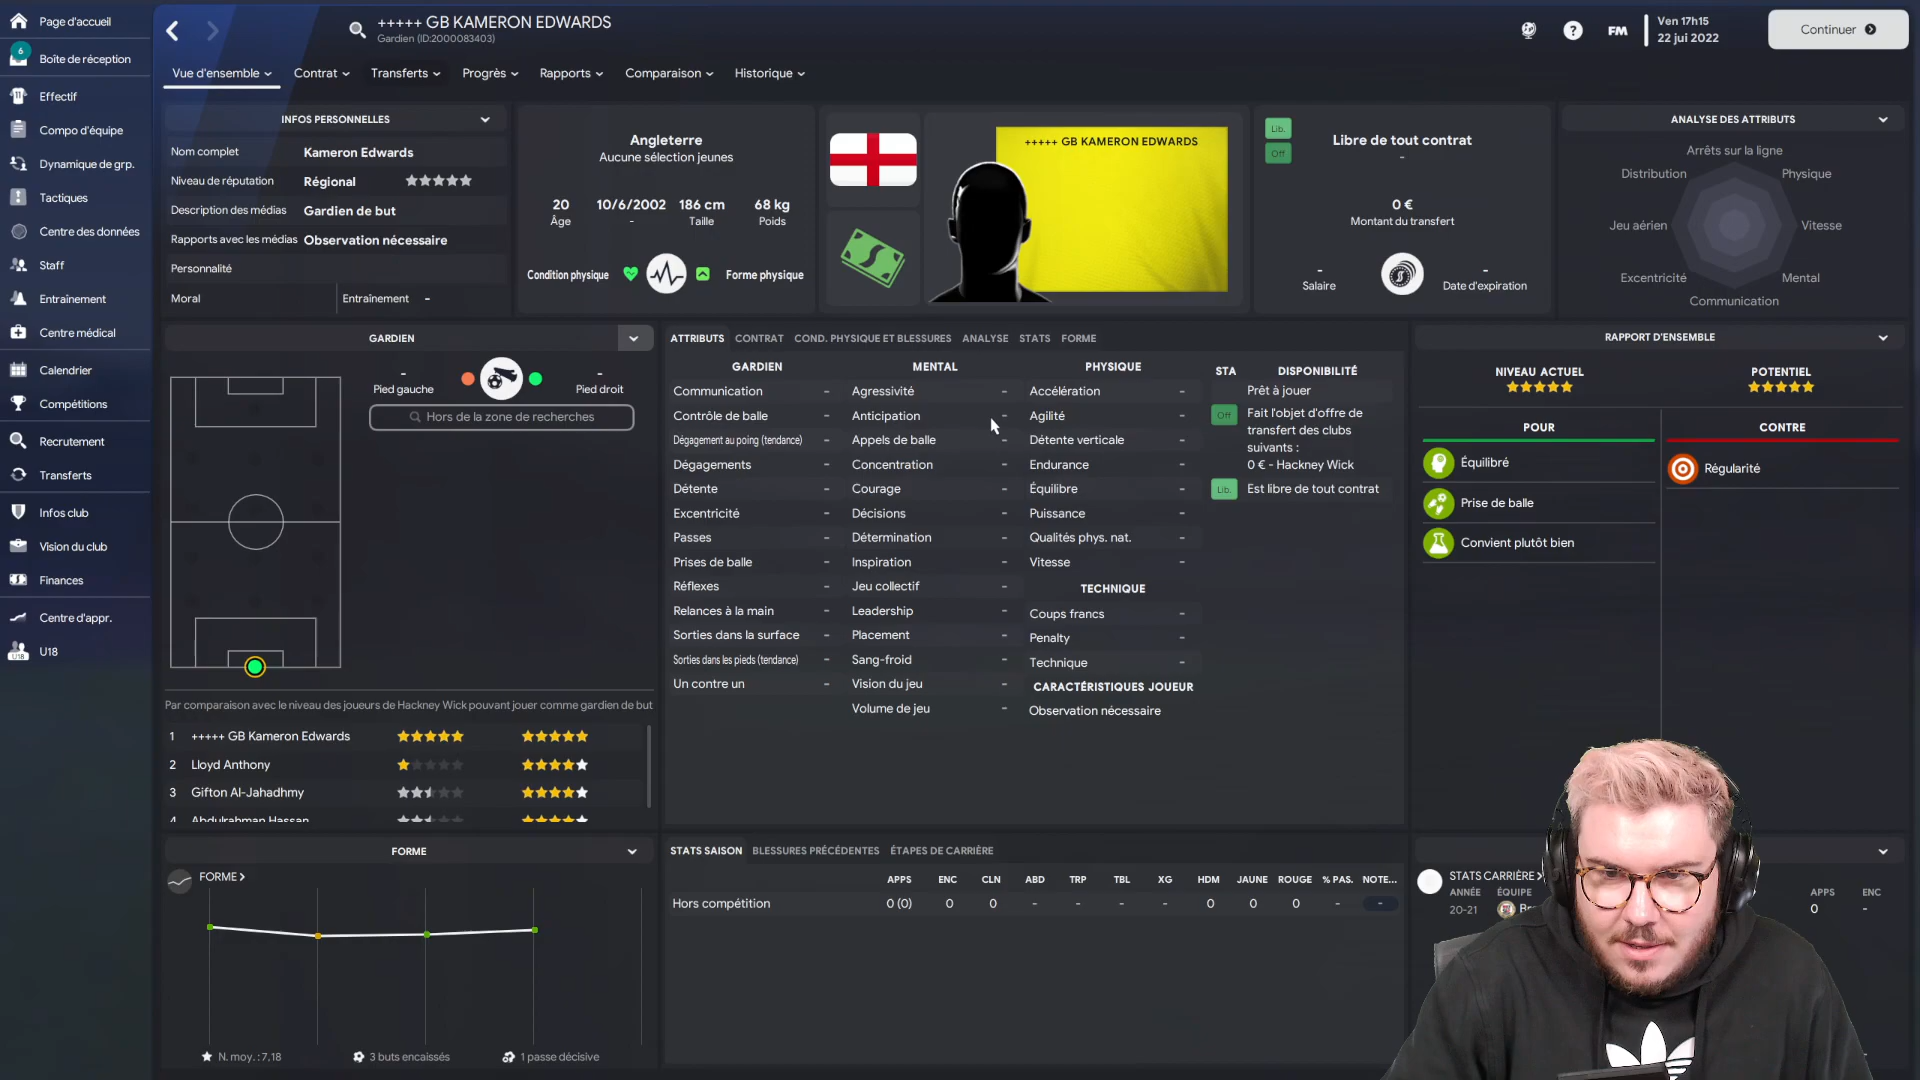 Page d'accueil
6
Boîte de réception
Effectif
Compo d'équipe
Dynamique de grp.
Tactiques
Centre des données
Staff
Entraînement
Centre médical
Calendrier
Compétitions
Recrutement
Transferts
Infos club
Vision du club
Finances
Centre d'appr.
U18
U18
+++++ GB KAMERON EDWARDS
Gardien (ID:2000083403)
?
FM
Ven 17h15
22 jui 2022
Continuer
Vue d'ensemble
Contrat
Transferts
Progrès
Rapports
Comparaison
Historique
INFOS PERSONNELLES
Nom complet Kameron Edwards
Niveau de réputation Régional
Description des médias Gardien de but
Rapports avec les médias Observation nécessaire
Personnalité
Moral
Entraînement -
Angleterre
Aucune sélection jeunes
20 10/6/2002 186 cm 68 kg
Âge - Taille Poids
Condition physique
Forme physique
+++++ GB KAMERON EDWARDS
Lib.
Off
Libre de tout contrat
-
0 €
Montant du transfert
- -
Salaire Date d'expiration
ANALYSE DES ATTRIBUTS
Arrêts sur la ligne
Distribution Physique
Jeu aérien Vitesse
Excentricité Mental
Communication
GARDIEN
- -
Pied gauche Pied droit
Hors de la zone de recherches
Par comparaison avec le niveau des joueurs de Hackney Wick pouvant jouer comme gardien de but
1 +++++ GB Kameron Edwards
2 Lloyd Anthony
3 Gifton Al-Jahadhmy
4 Abdulrahman Hassan
ATTRIBUTS CONTRAT COND. PHYSIQUE ET BLESSURES ANALYSE STATS FORME
GARDIEN
Communication -
Contrôle de balle -
Dégagement au poing (tendance) -
Dégagements -
Détente -
Excentricité -
Passes -
Prises de balle -
Réflexes -
Relances à la main -
Sorties dans la surface -
Sorties dans les pieds (tendance) -
Un contre un -
MENTAL
Agressivité -
Anticipation -
Appels de balle -
Concentration -
Courage -
Décisions -
Détermination -
Inspiration -
Jeu collectif -
Leadership -
Placement -
Sang-froid -
Vision du jeu -
Volume de jeu -
PHYSIQUE
Accélération -
Agilité -
Détente verticale -
Endurance -
Équilibre -
Puissance -
Qualités phys. nat. -
Vitesse -
TECHNIQUE
Coups francs -
Penalty -
Technique -
CARACTÉRISTIQUES JOUEUR
Observation nécessaire
STA DISPONIBILITÉ
Prêt à jouer
Off Fait l'objet d'offre de
transfert des clubs
suivants :
0 € - Hackney Wick
Lib. Est libre de tout contrat
RAPPORT D'ENSEMBLE
NIVEAU ACTUEL POTENTIEL
POUR
Équilibré
Prise de balle
Convient plutôt bien
CONTRE
Régularité
FORME
FORME
N. moy. : 7,18
3 buts encaissés
1 passe décisive
STATS SAISON BLESSURES PRÉCÉDENTES ÉTAPES DE CARRIÈRE
APPS ENC CLN ABD TRP TBL XG HDM JAUNE ROUGE % PAS. NOTE...
Hors compétition 0 (0) 0 0 - - - - 0 0 0 - -
STATS CARRIÈRE
ANNÉE ÉQUIPE APPS ENC
20-21 0 -